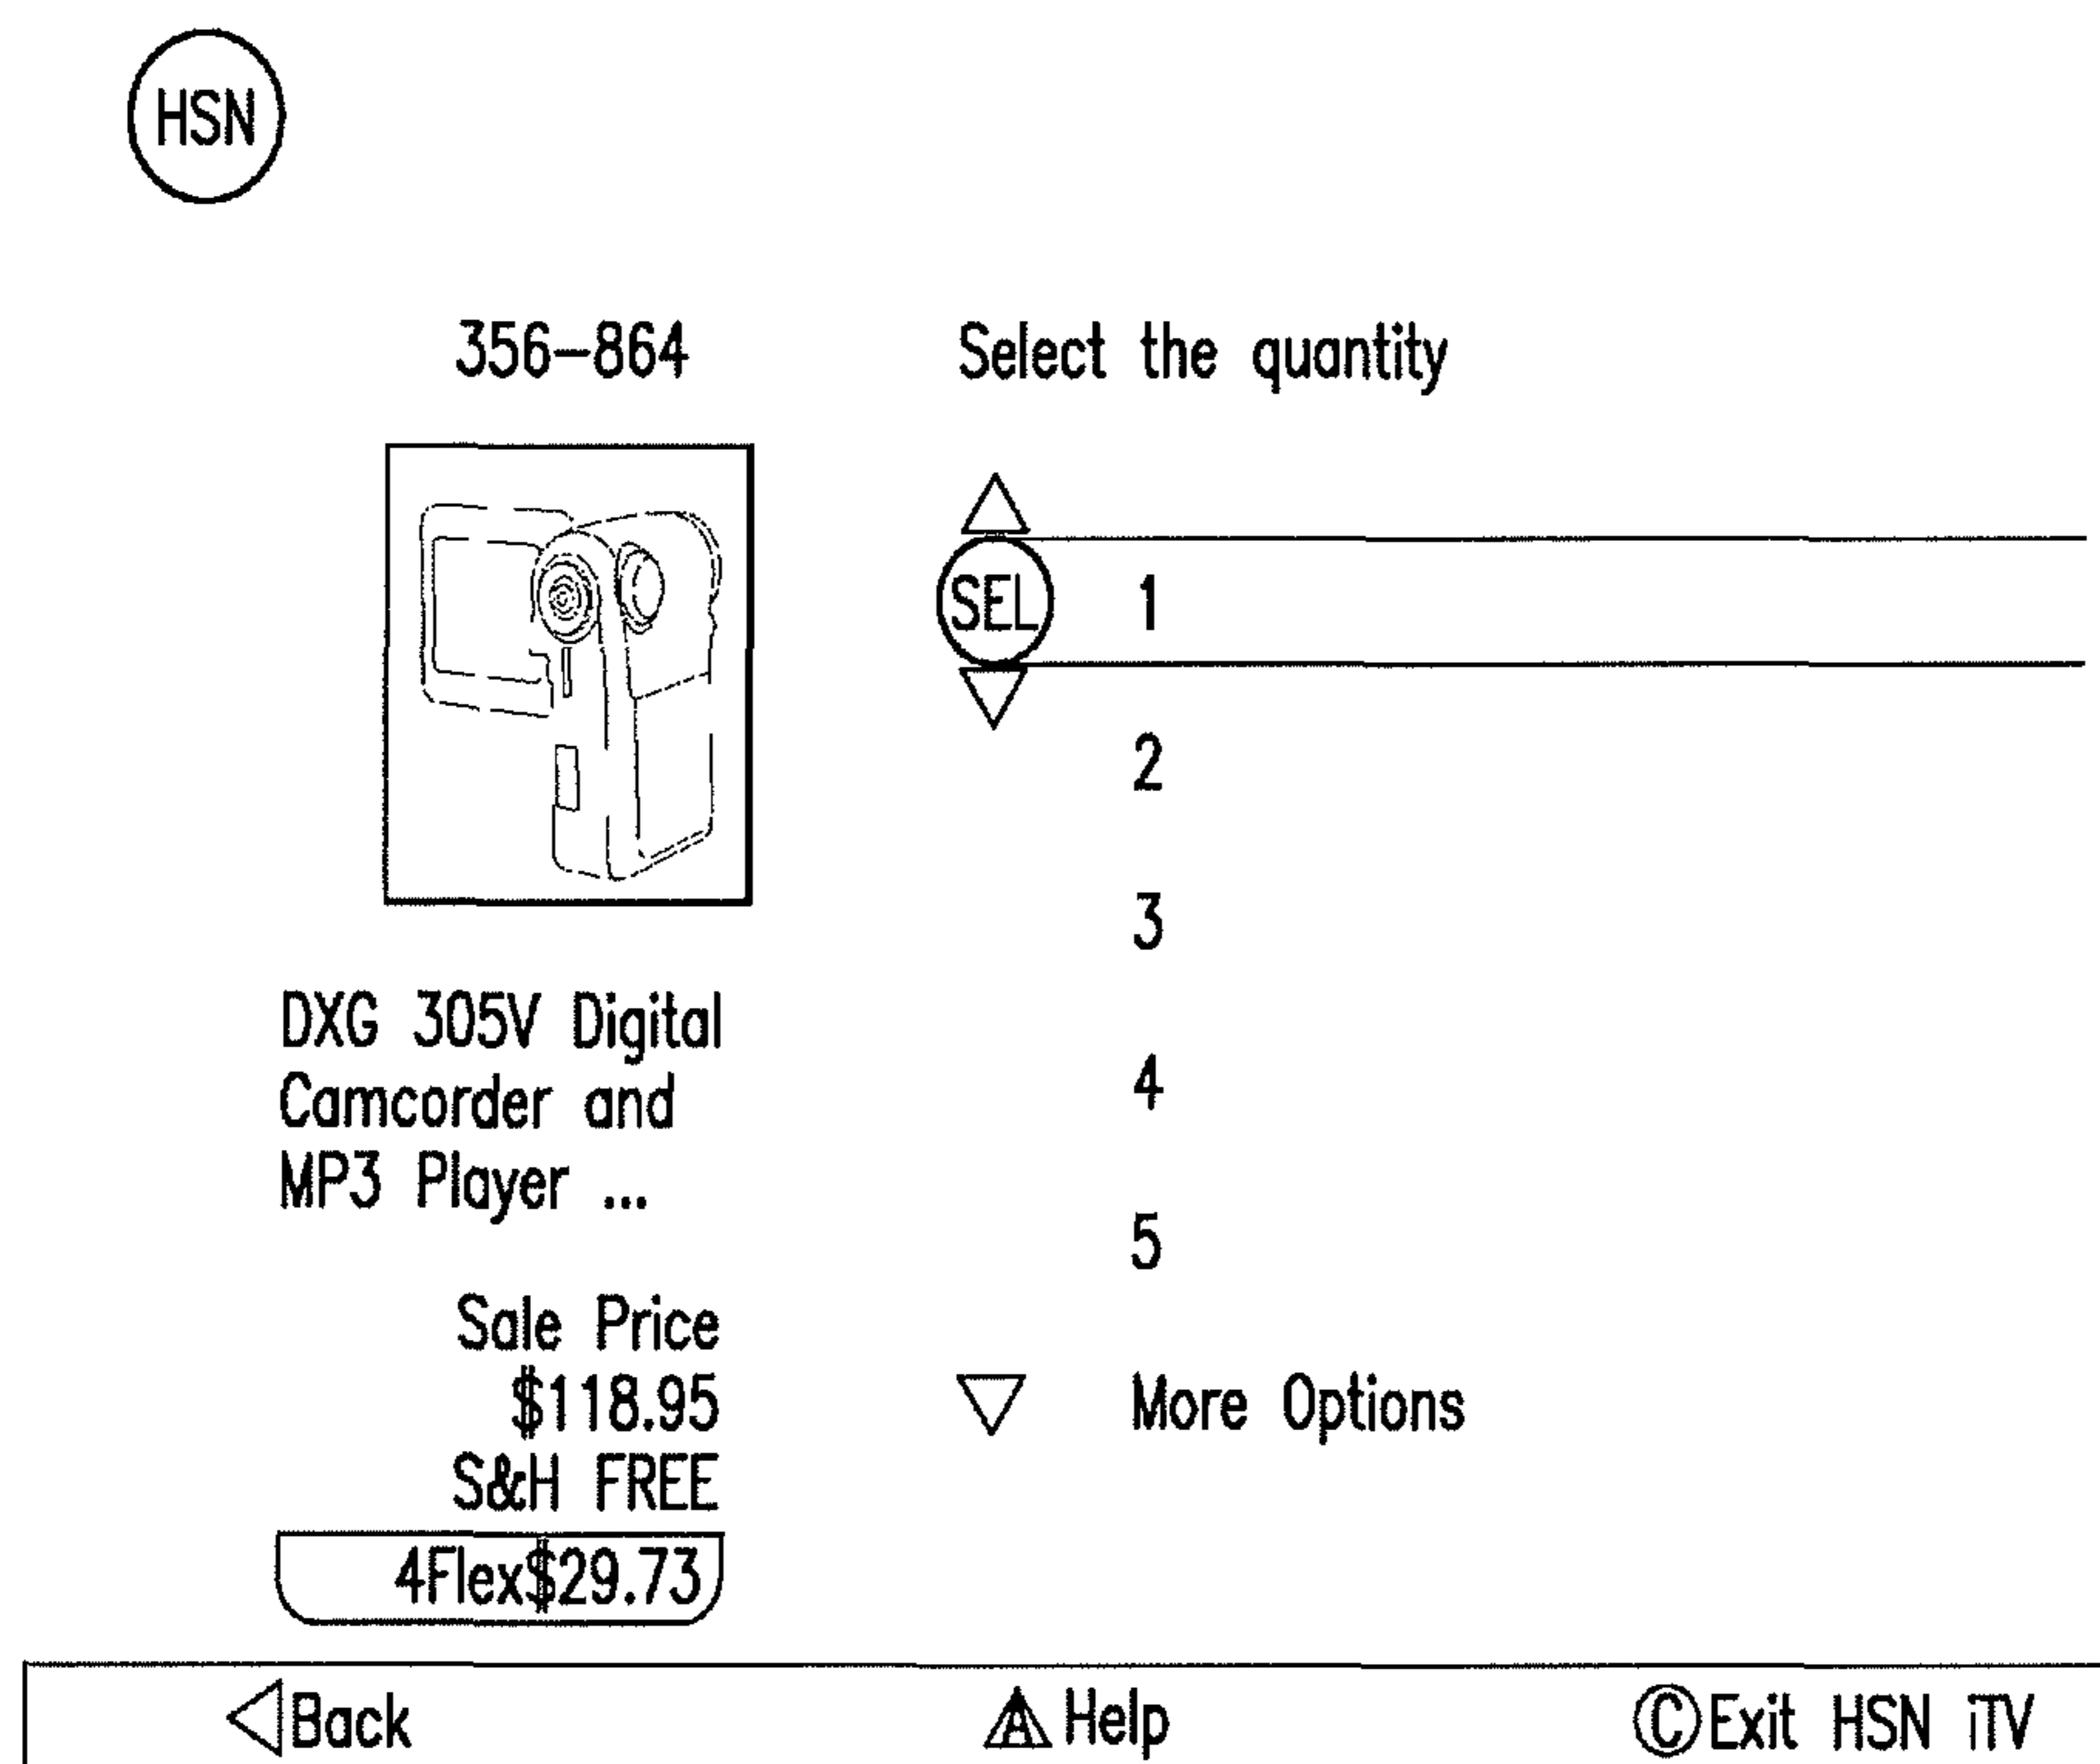 HSN
356-864
Select the quantity
SEL 1
2
3
4
5
More Options
DXG 305V Digital
Camcorder and
MP3 Player ...
Sale Price
$118.95
S&H FREE
4Flex$29.73
Back
A Help
C Exit HSN iTV